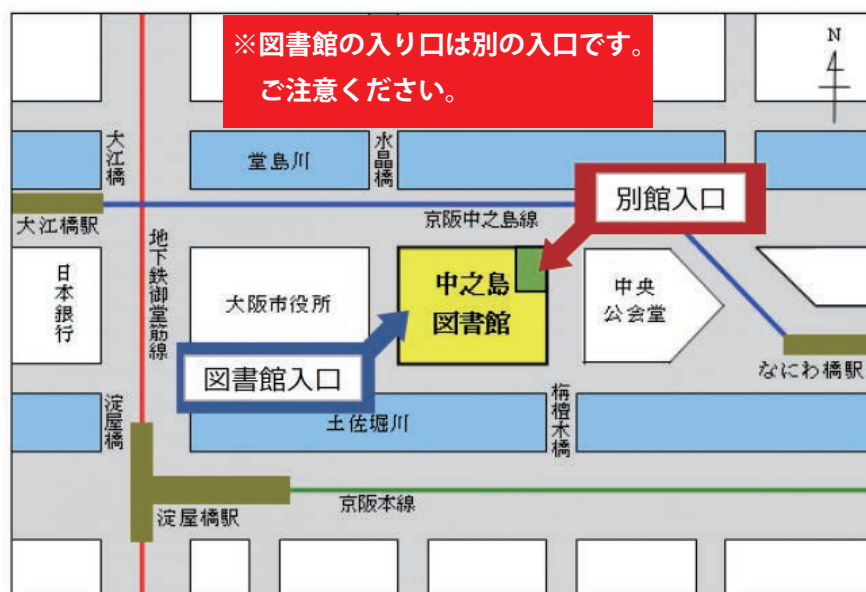 ※図書館の入り口は別の入口です。
ご注意ください。
N
大江橋
堂島川
水晶橋
別館入口
大江橋駅
京阪中之島線
地下鉄御堂筋線
日本銀行
大阪市役所
中之島
図書館
中央
公会堂
図書館入口
なにわ橋駅
淀屋橋
土佐堀川
栴檀木橋
淀屋橋駅
京阪本線